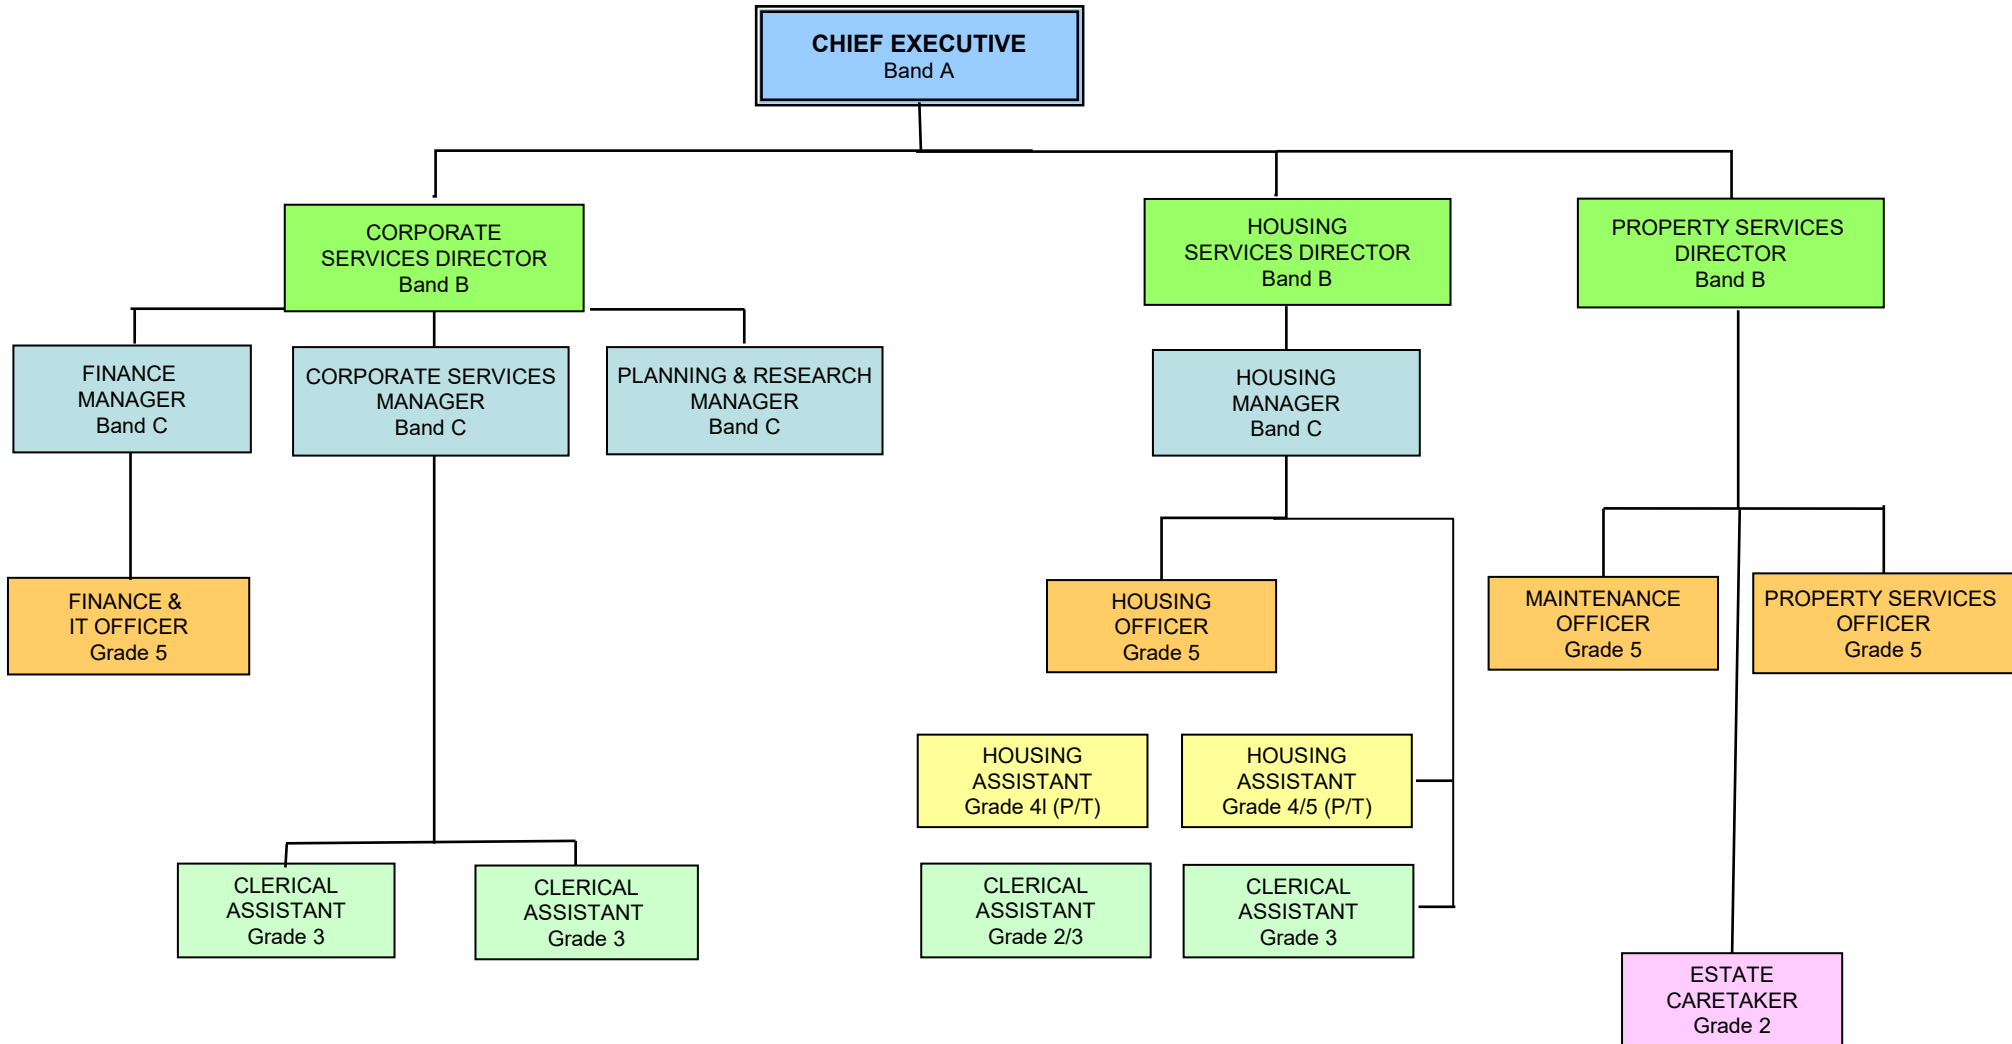 CHIEF EXECUTIVE
Band A
CORPORATE
SERVICES DIRECTOR
Band B
HOUSING
SERVICES DIRECTOR
Band B
PROPERTY SERVICES
DIRECTOR
Band B
FINANCE
MANAGER
Band C
CORPORATE SERVICES
MANAGER
Band C
PLANNING & RESEARCH
MANAGER
Band C
HOUSING
MANAGER
Band C
FINANCE &
IT OFFICER
Grade 5
HOUSING
OFFICER
Grade 5
MAINTENANCE
OFFICER
Grade 5
PROPERTY SERVICES
OFFICER
Grade 5
HOUSING
ASSISTANT
Grade 4l (P/T)
HOUSING
ASSISTANT
Grade 4/5 (P/T)
CLERICAL
ASSISTANT
Grade 3
CLERICAL
ASSISTANT
Grade 3
CLERICAL
ASSISTANT
Grade 2/3
CLERICAL
ASSISTANT
Grade 3
ESTATE
CARETAKER
Grade 2